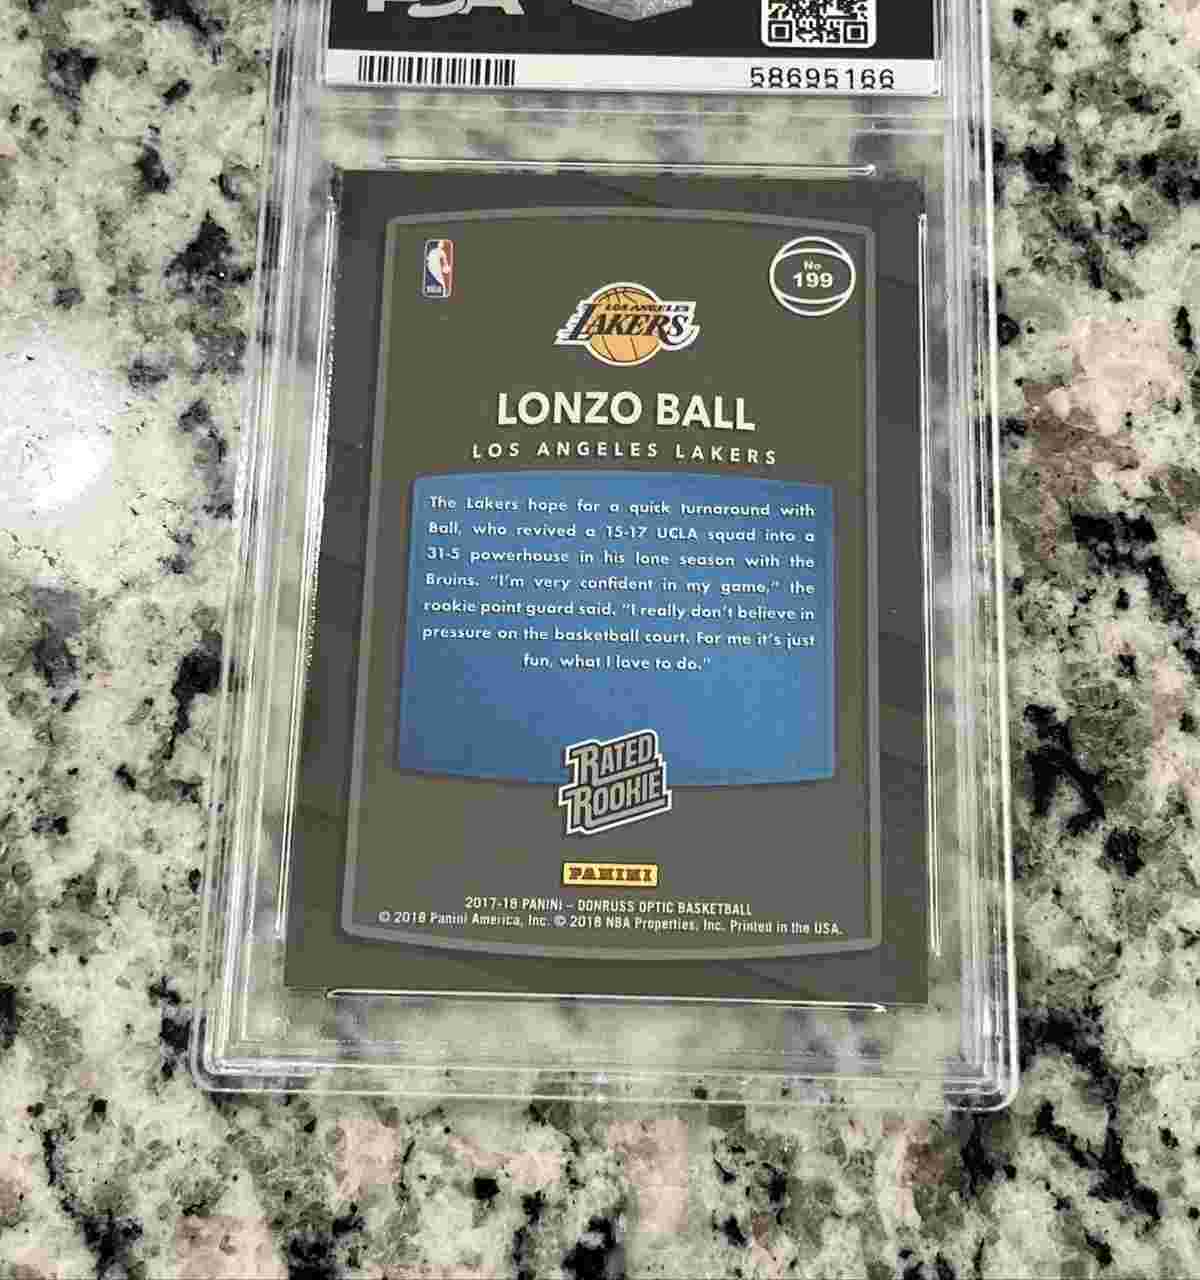 PSA
58695166
No
199
LOS ANGELES
LAKERS
LONZO BALL
LOS ANGELES LAKERS
The Lakers hope for a quick turnaround with
Ball, who revived a 15-17 UCLA squad into a
31-5 powerhouse in his lone season with the
Bruins. “I’m very confident in my game,” the
rookie point guard said. “I really don’t believe in
pressure on the basketball court. For me it’s just
fun, what I love to do.”
RATED
ROOKIE
PANINI
2017-18 PANINI – DONRUSS OPTIC BASKETBALL
© 2018 Panini America, Inc. © 2018 NBA Properties, Inc. Printed in the USA.